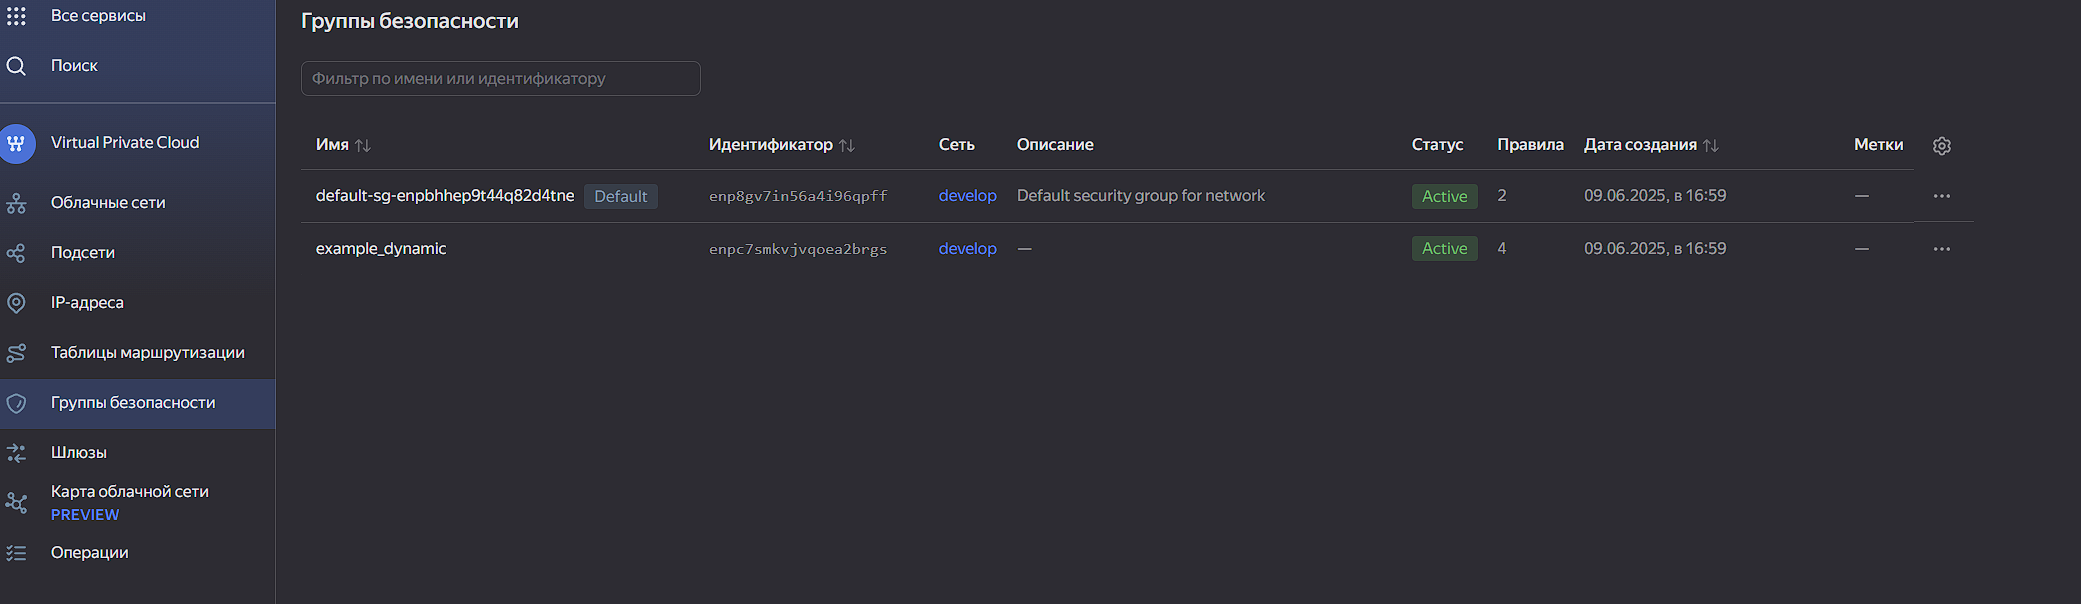 Все сервисы
Поиск
Virtual Private Cloud
Облачные сети
Подсети
IP-адреса
Таблицы маршрутизации
Группы безопасности
Шлюзы
Карта облачной сети
PREVIEW
Операции
Группы безопасности
Фильтр по имени или идентификатору
Имя Идентификатор Сеть Описание Статус Правила Дата создания Метки
default-sg-enpbhhep9t44q82d4tne Default enp8gv7in56a4i96qpff develop Default security group for network Active 2 09.06.2025, в 16:59 —
example_dynamic enpc7smkvjvqoea2brgs develop — Active 4 09.06.2025, в 16:59 —